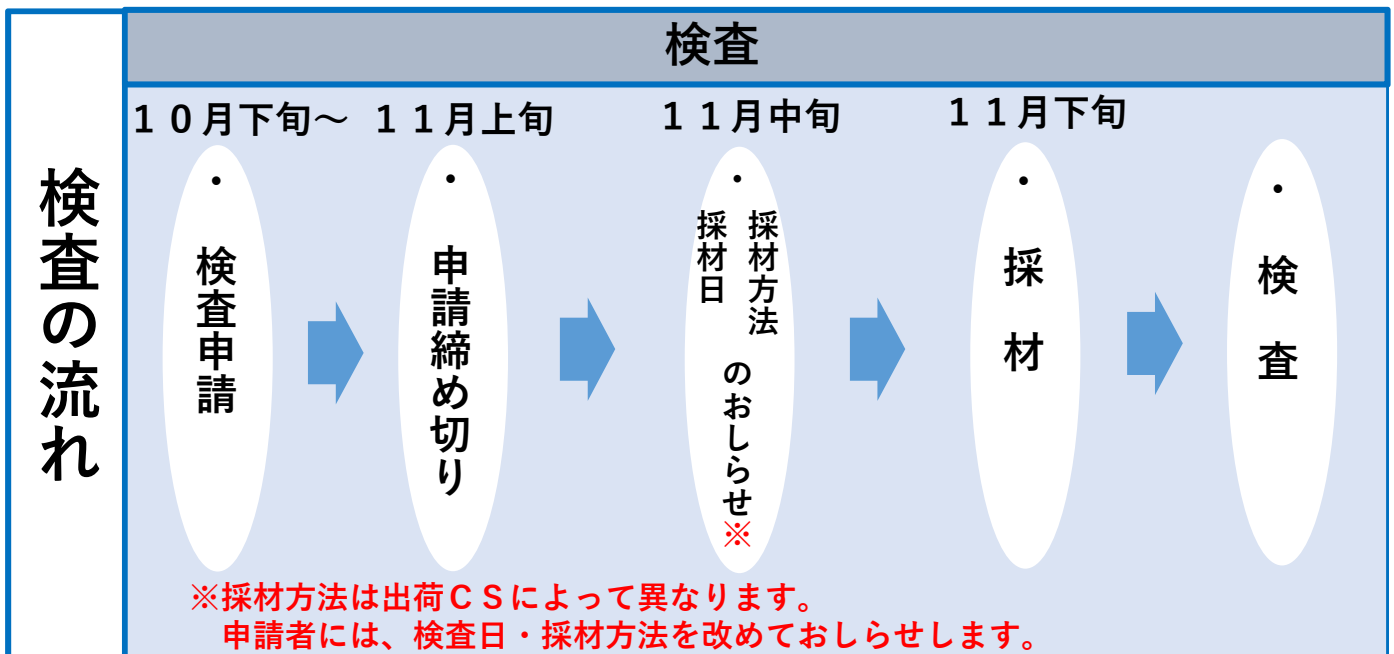 検査の流れ
検査
１０月下旬～
１１月上旬
１１月中旬
１１月下旬
・検査申請
・申請締め切り
・採材方法
採材日
のおしらせ※
・採材
・検査
※採材方法は出荷ＣＳによって異なります。
申請者には、検査日・採材方法を改めておしらせします。